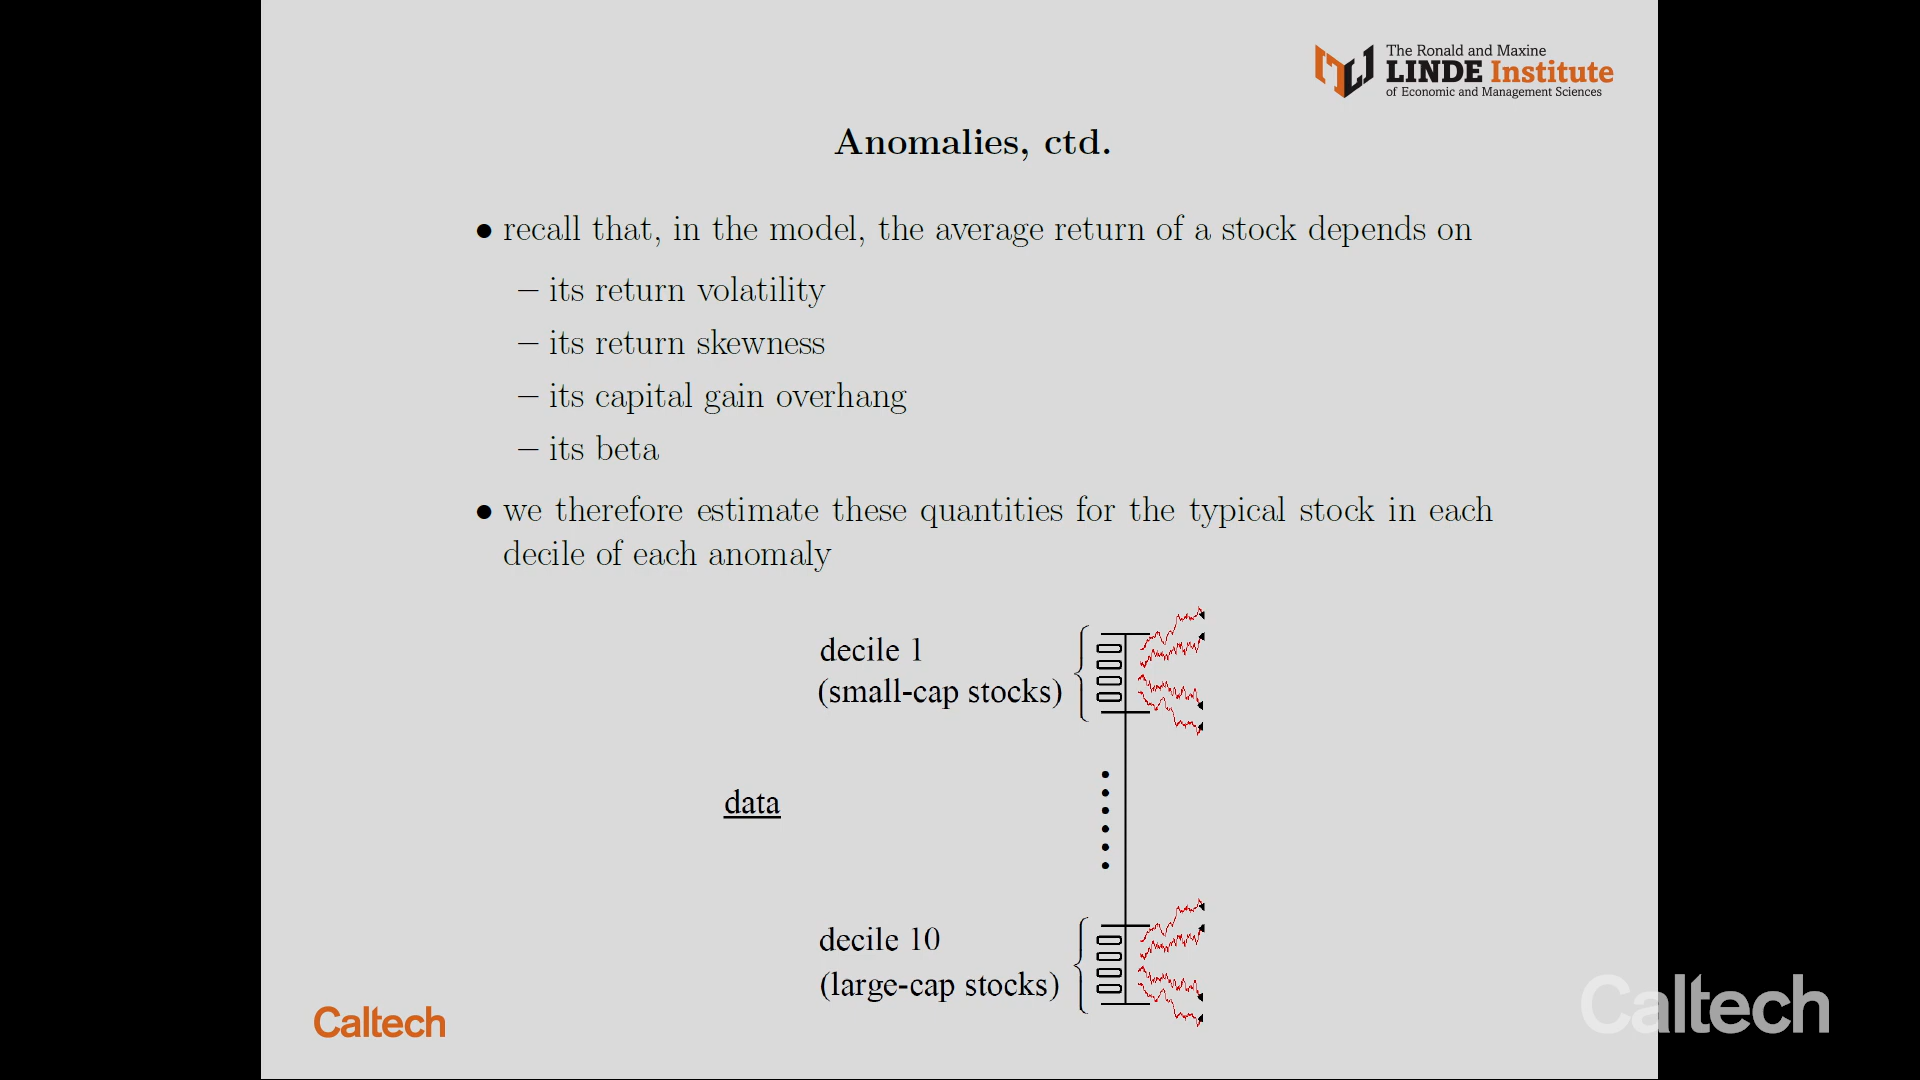 The Ronald and Maxine
LINDE Institute
of Economic and Management Sciences
Anomalies, ctd.
• recall that, in the model, the average return of a stock depends on
– its return volatility
– its return skewness
– its capital gain overhang
– its beta
• we therefore estimate these quantities for the typical stock in each
decile of each anomaly
decile 1
(small-cap stocks)
data
decile 10
(large-cap stocks)
Caltech
Caltech